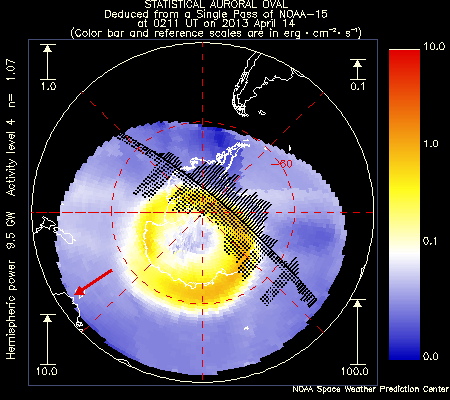 STATISTICAL AURORAL OVAL
Deduced from a Single Pass of NOAA-15
at 0211 UT on 2013 April 14
(Color bar and reference scales are in erg · cm⁻² · s⁻¹)
1.0
0.1
10.0
1.0
0.1
0.0
-60
Hemispheric power 9.5 GW Activity level 4 n= 1.07
10.0
100.0
NOAA Space Weather Prediction Center